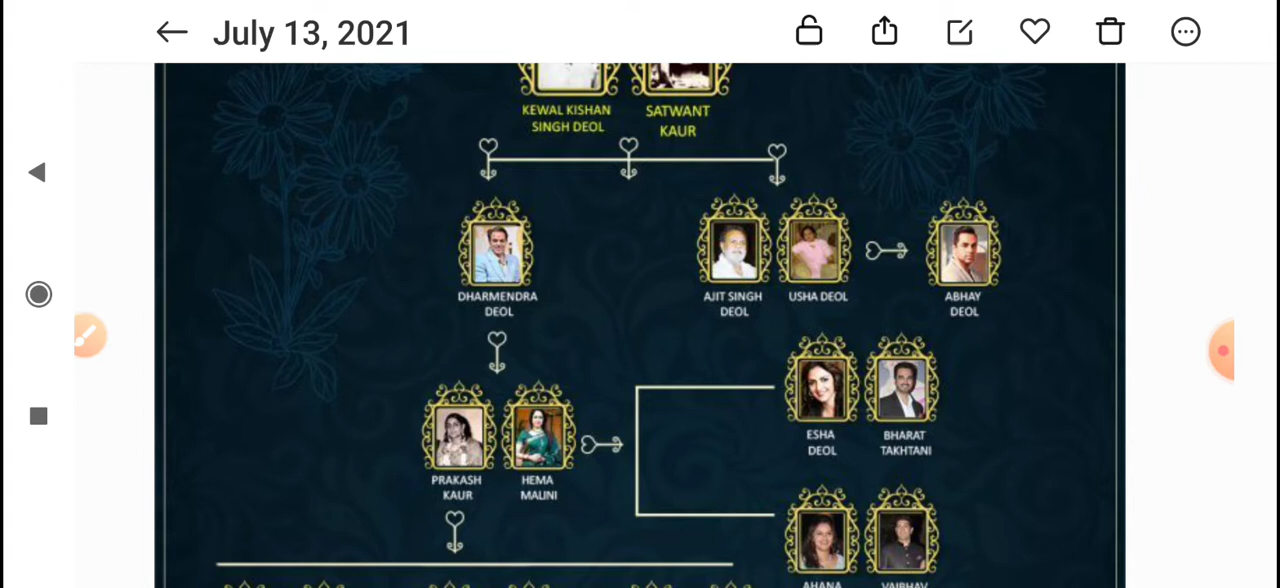 July 13, 2021
KEWAL KISHAN
SINGH DEOL
SATWANT
KAUR
DHARMENDRA
DEOL
AJIT SINGH
DEOL
USHA DEOL
ABHAY
DEOL
ESHA
DEOL
BHARAT
TAKHTANI
PRAKASH
KAUR
HEMA
MALINI
AHANA
VAIBHAV